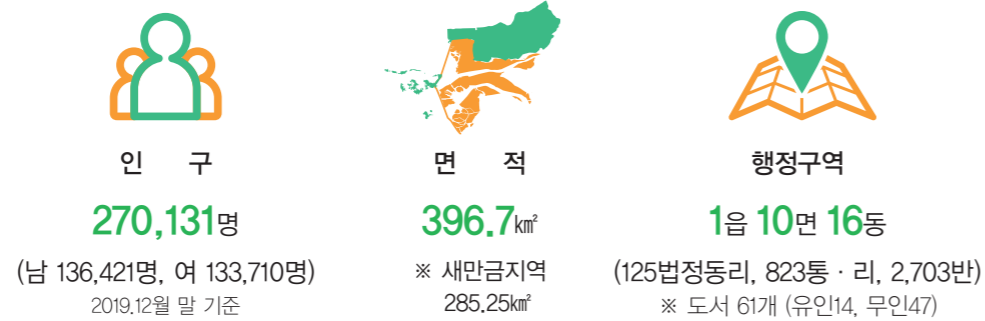 인 구
270,131명
(남 136,421명, 여 133,710명)
2019.12월 말 기준
면 적
396.7㎢
※ 새만금지역
285.25㎢
행정구역
1읍 10면 16동
(125법정동리, 823통 · 리, 2,703반)
※ 도서 61개 (유인14, 무인47)